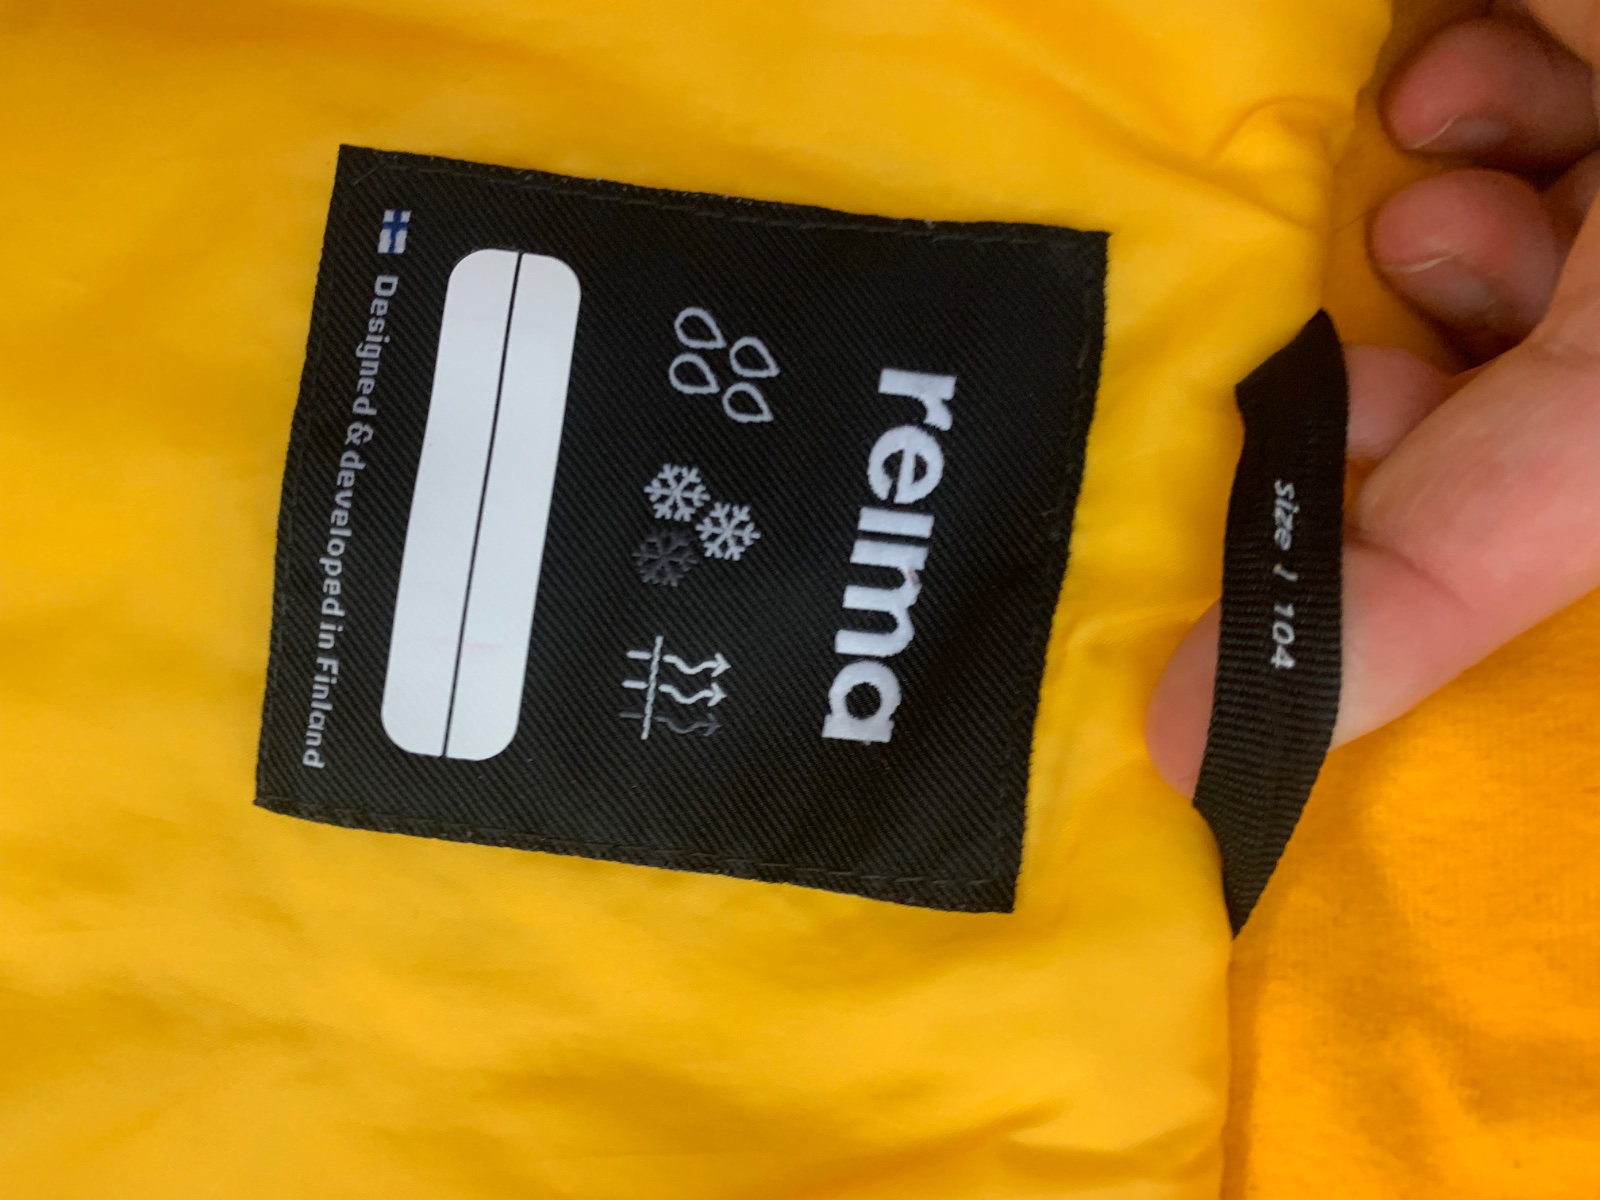 size / 104
reima
Designed & developed in Finland